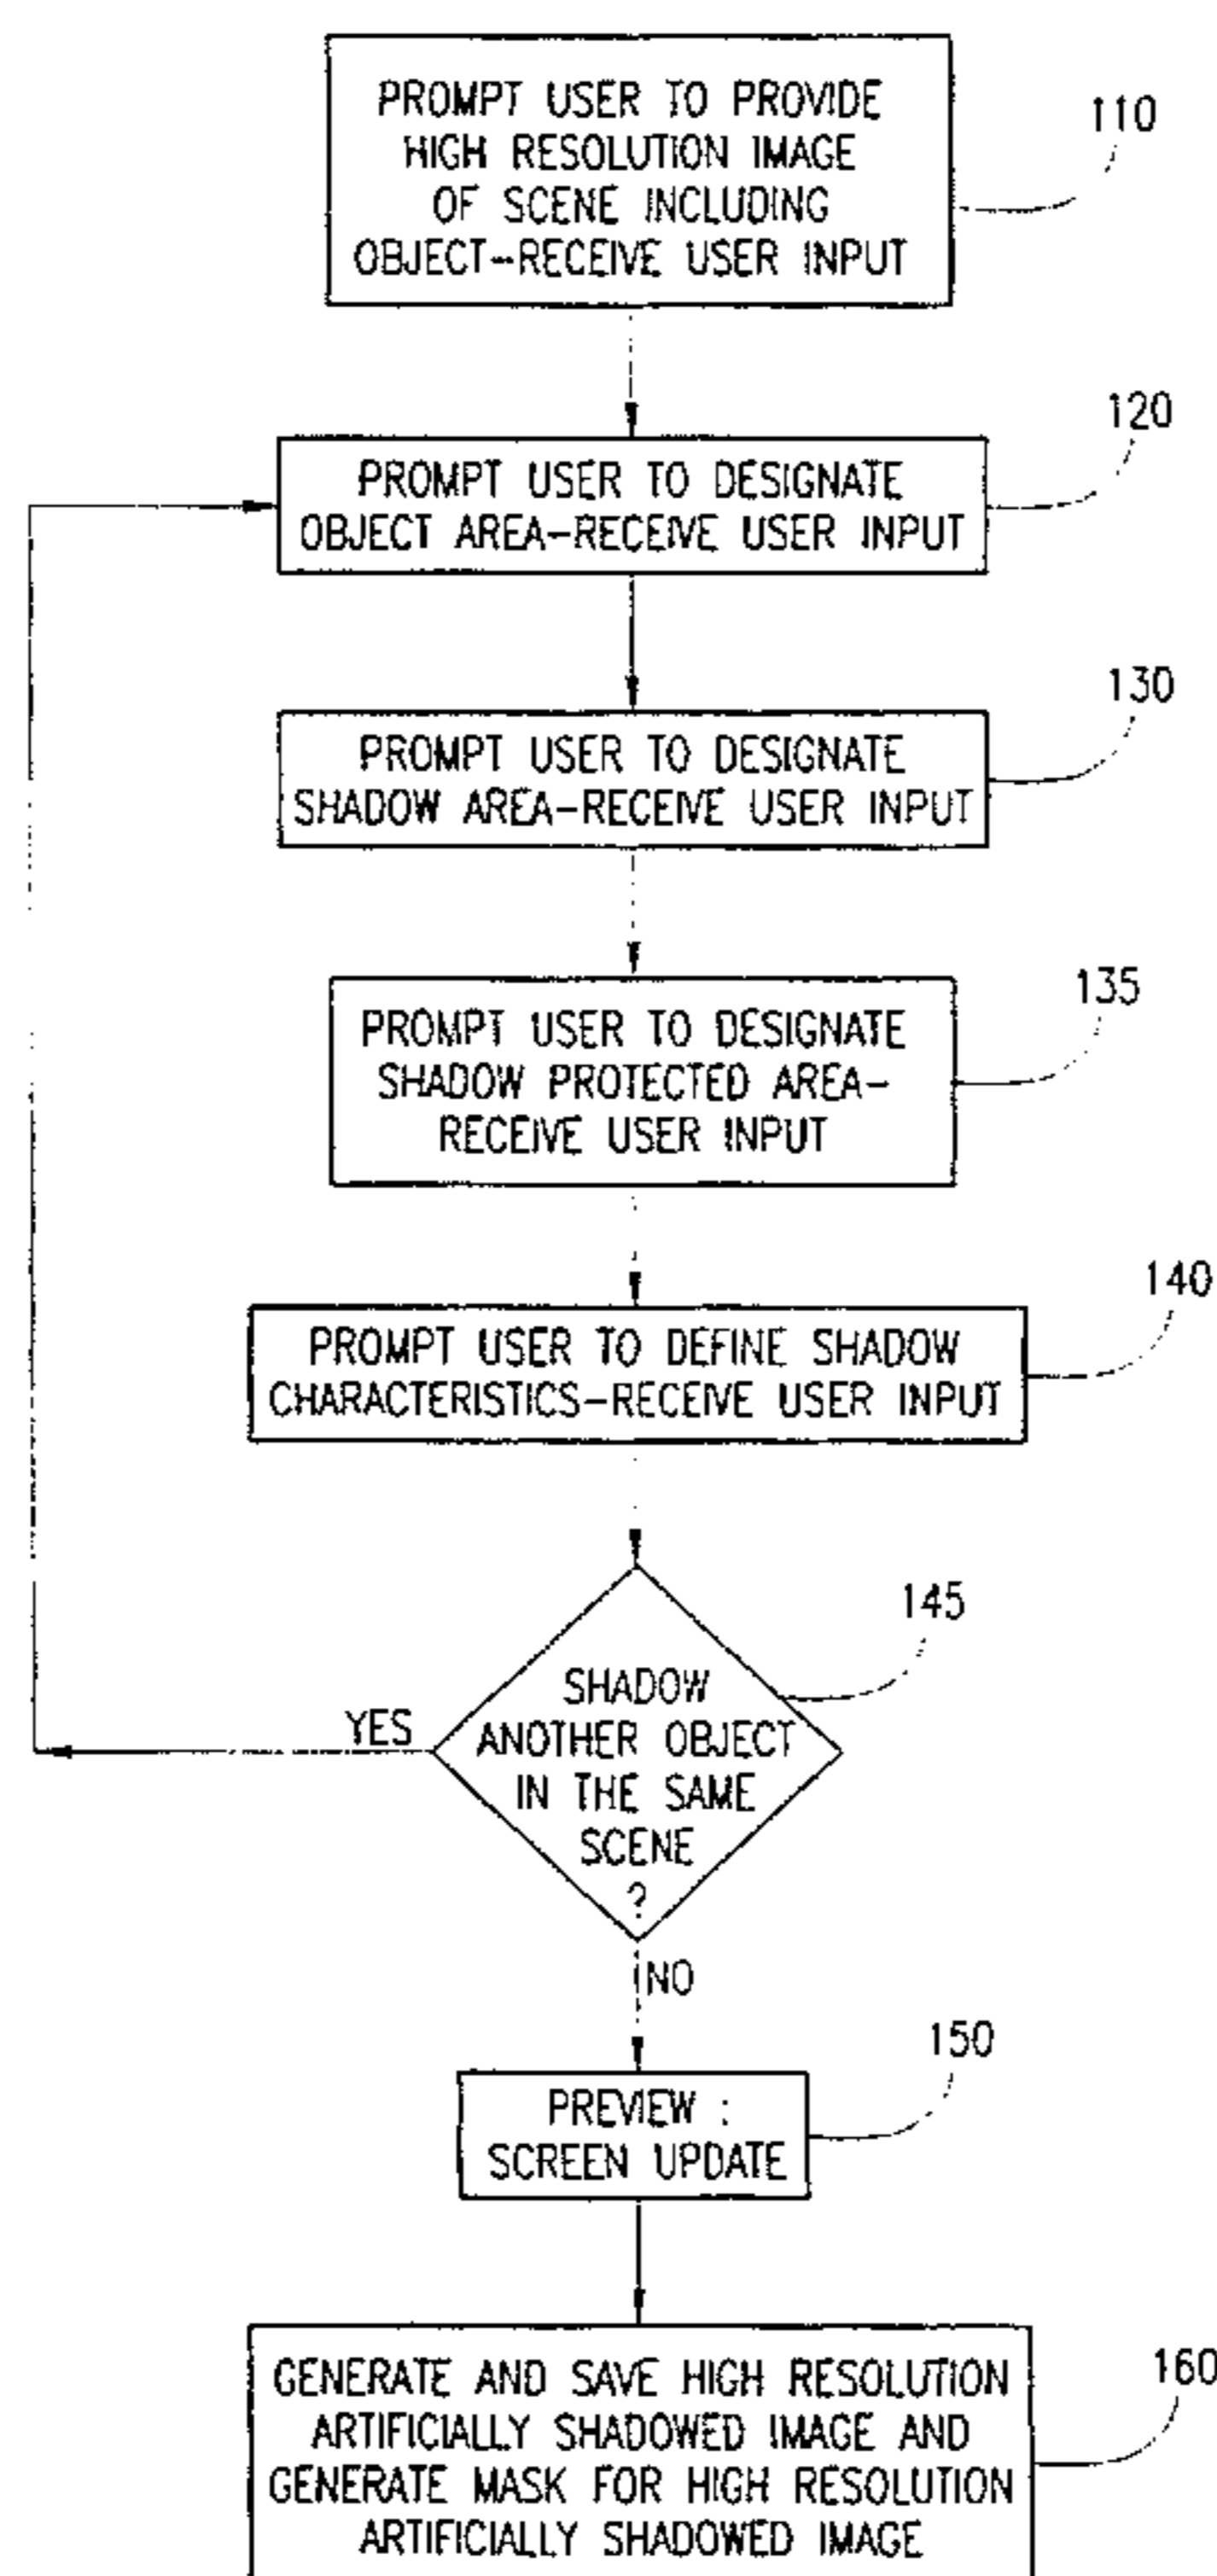 PROMPT USER TO PROVIDE
HIGH RESOLUTION IMAGE
OF SCENE INCLUDING
OBJECT-RECEIVE USER INPUT
110
PROMPT USER TO DESIGNATE
OBJECT AREA-RECEIVE USER INPUT
120
PROMPT USER TO DESIGNATE
SHADOW AREA-RECEIVE USER INPUT
130
PROMPT USER TO DESIGNATE
SHADOW PROTECTED AREA-
RECEIVE USER INPUT
135
PROMPT USER TO DEFINE SHADOW
CHARACTERISTICS-RECEIVE USER INPUT
140
SHADOW
ANOTHER OBJECT
IN THE SAME
SCENE
?
145
YES
NO
PREVIEW :
SCREEN UPDATE
150
GENERATE AND SAVE HIGH RESOLUTION
ARTIFICIALLY SHADOWED IMAGE AND
GENERATE MASK FOR HIGH RESOLUTION
ARTIFICIALLY SHADOWED IMAGE
160